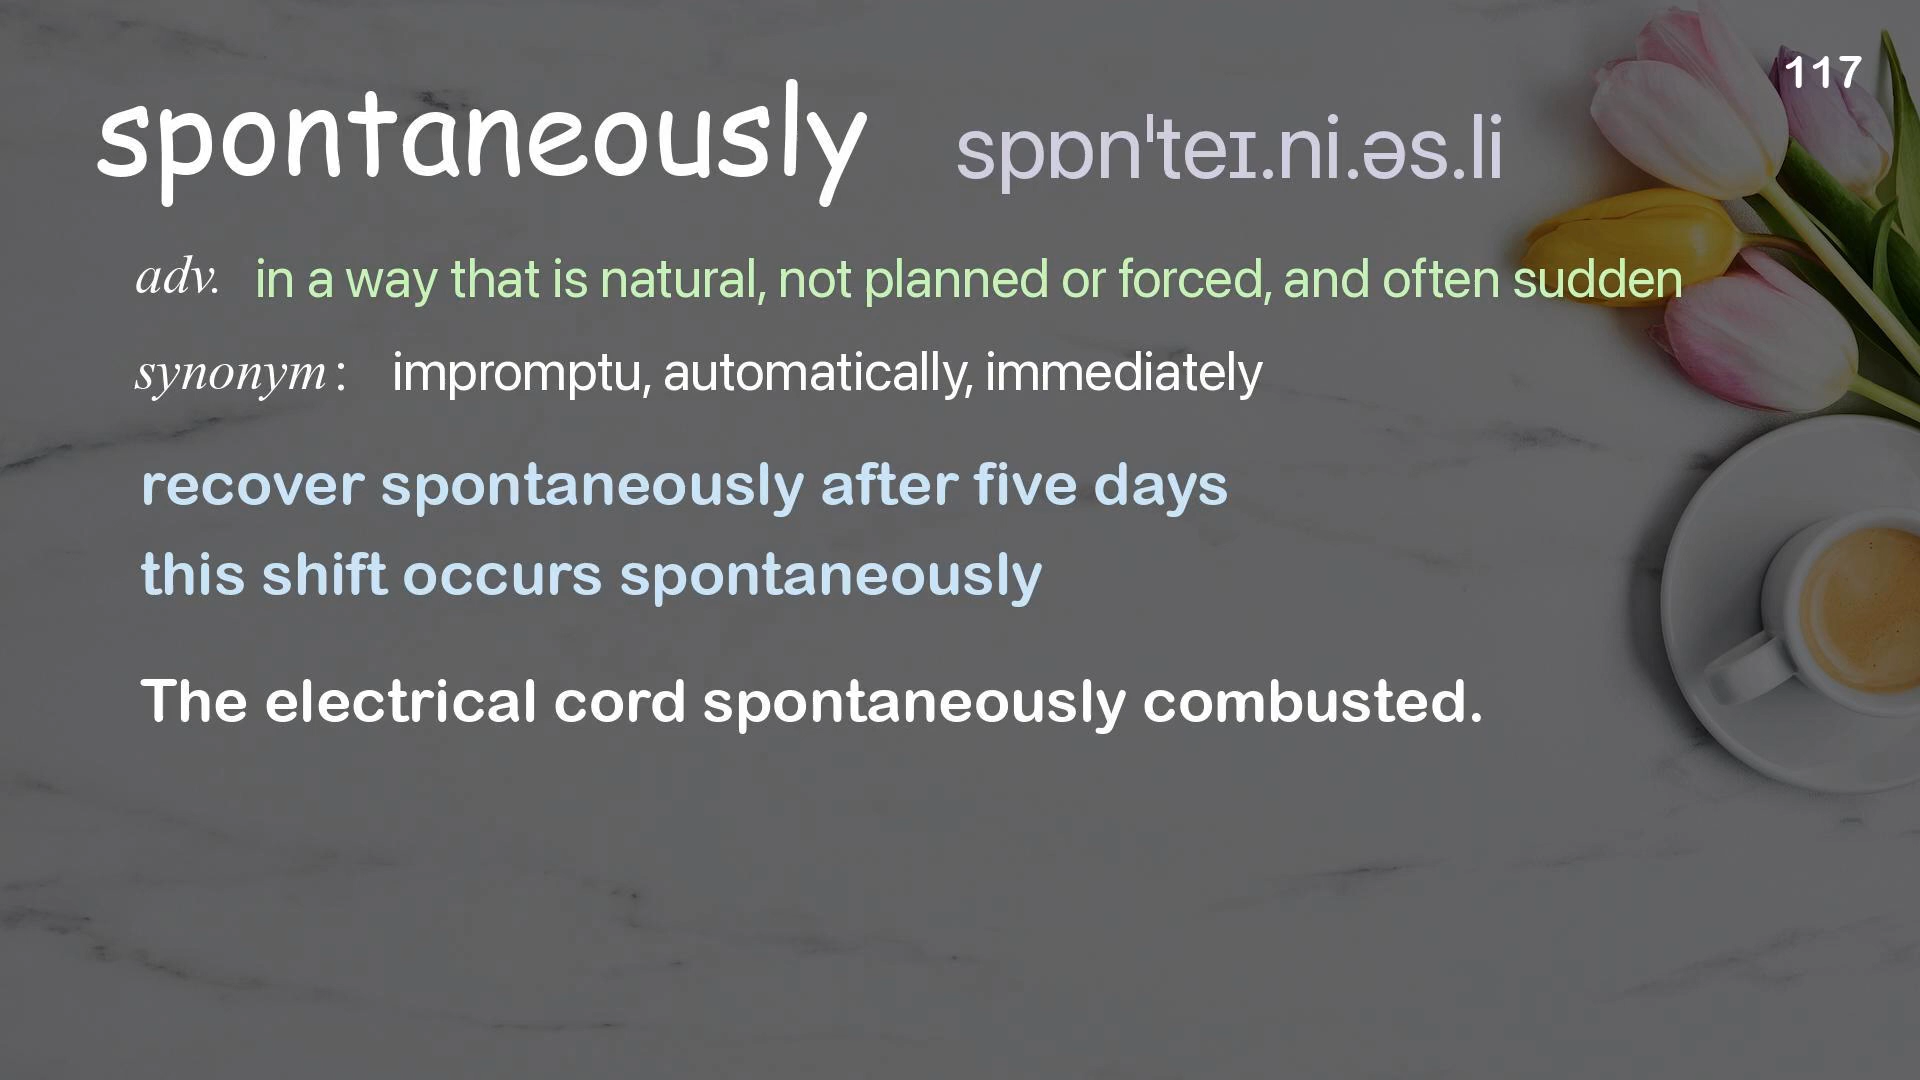 117
spontaneously spɒnˈteɪ.ni.əs.li
adv. in a way that is natural, not planned or forced, and often sudden
synonym : impromptu, automatically, immediately
recover spontaneously after five days
this shift occurs spontaneously
The electrical cord spontaneously combusted.